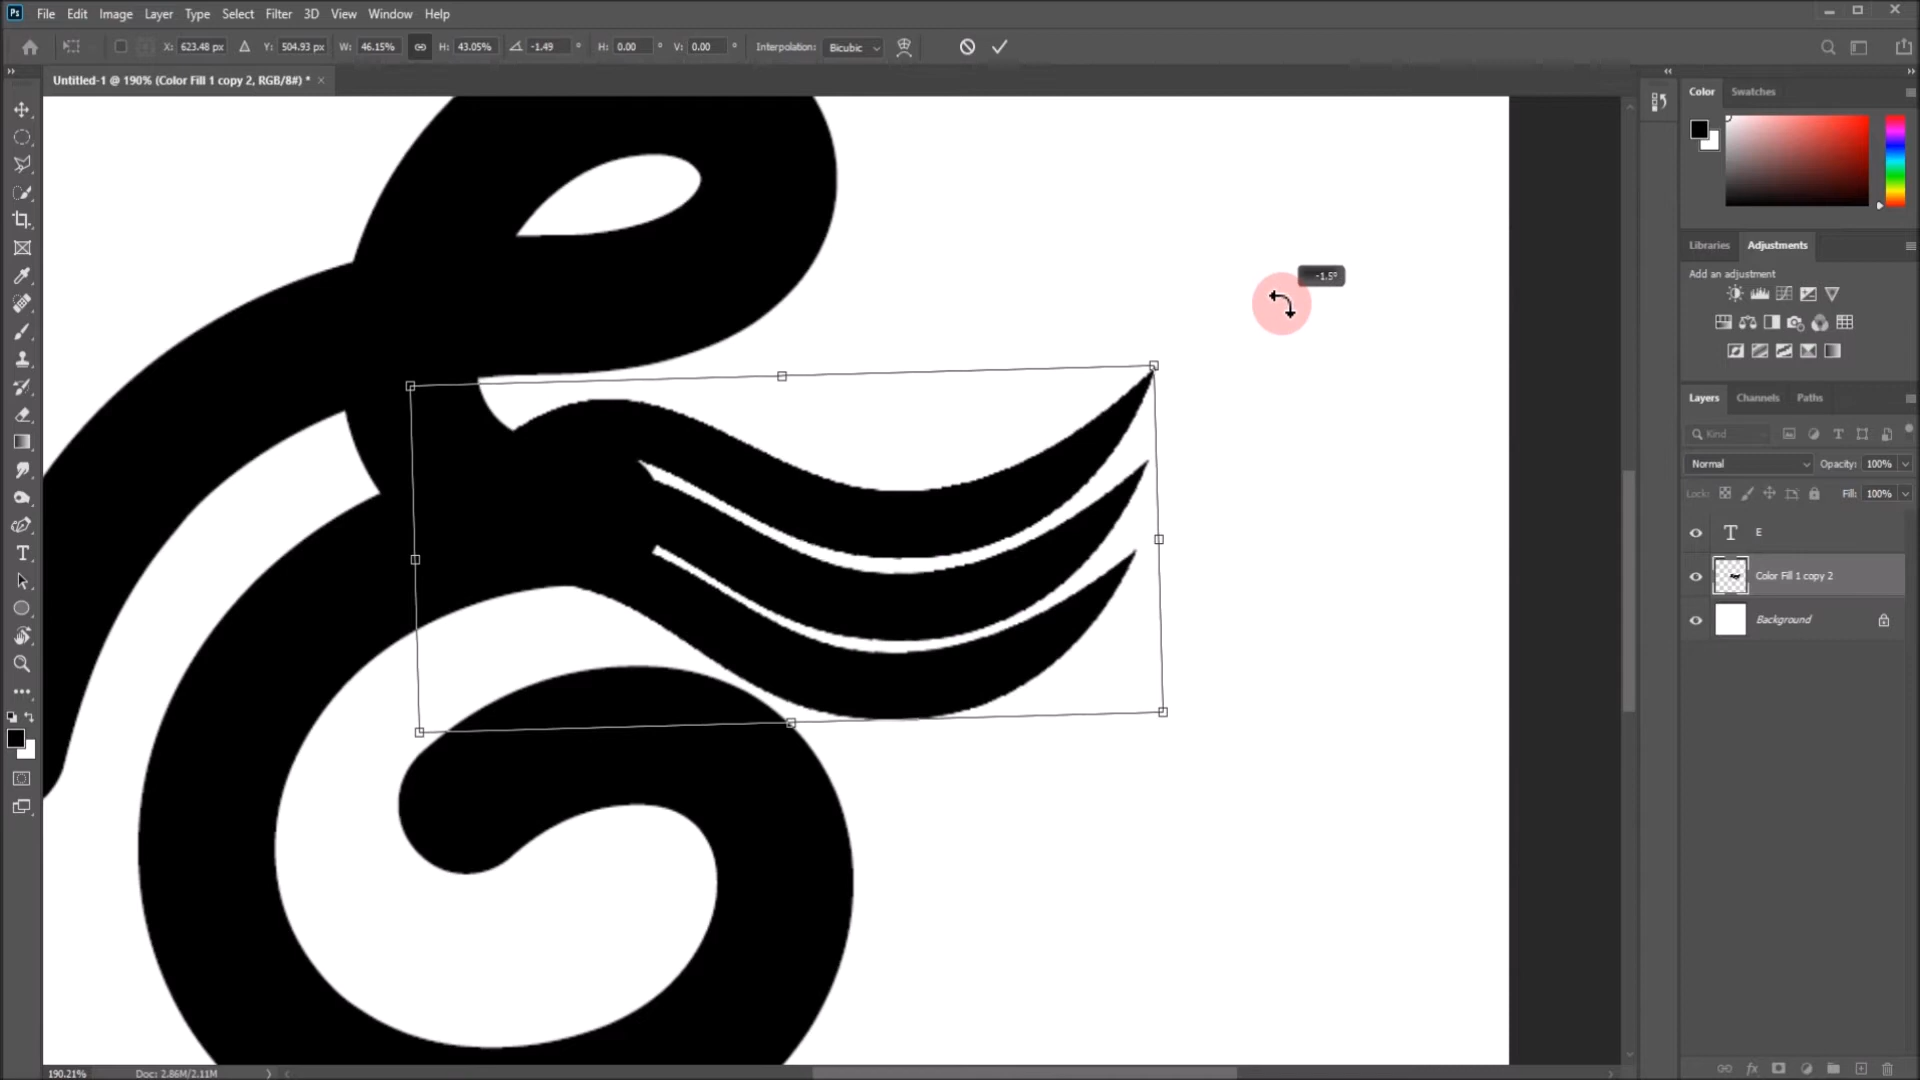 Ps File Edit Image Layer Type Select Filter 3D View Window Help
X: 623.48 px Y: 504.93 px W: 46.15% H: 43.05% -1.49 ° H: 0.00 ° V: 0.00 ° Interpolation: Bicubic
Untitled-1 @ 190% (Color Fill 1 copy 2, RGB/8#) * ×
Color Swatches
Libraries Adjustments
Add an adjustment
-1.5°
Layers Channels Paths
Kind
Normal Opacity: 100%
Lock: Fill: 100%
T E
Color Fill 1 copy 2
Background
190.21% Doc: 2.86M/2.11M